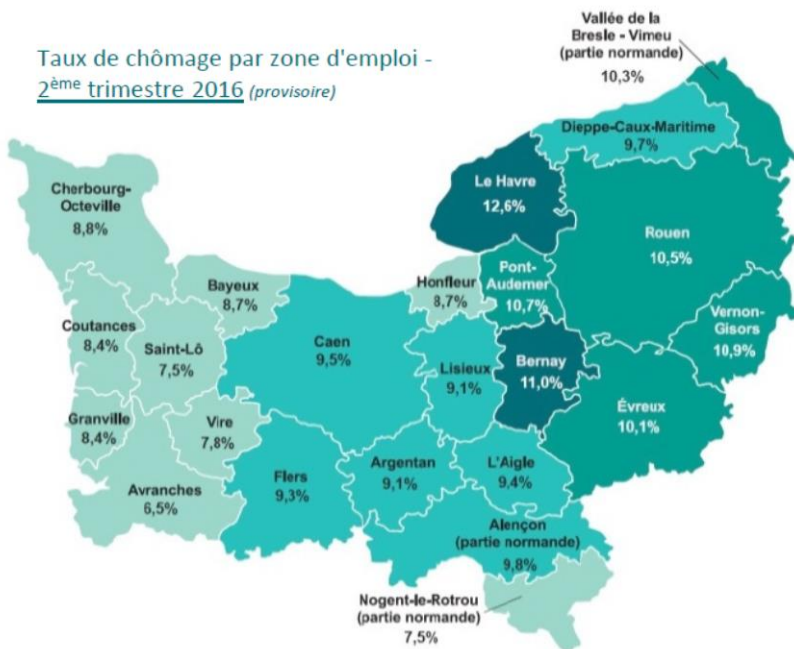 Taux de chômage par zone d'emploi -
2ème trimestre 2016 (provisoire)
Vallée de la
Bresle - Vimeu
(partie normande)
10,3%
Dieppe-Caux-Maritime
9,7%
Le Havre
12,6%
Cherbourg-
Octeville
8,8%
Rouen
10,5%
Bayeux
8,7%
Honfleur
8,7%
Pont-
Audemer
10,7%
Coutances
8,4%
Saint-Lô
7,5%
Caen
9,5%
Lisieux
9,1%
Bernay
11,0%
Vernon-
Gisors
10,9%
Évreux
10,1%
Granville
8,4%
Vire
7,8%
Avranches
6,5%
Flers
9,3%
Argentan
9,1%
L'Aigle
9,4%
Alençon
(partie normande)
9,8%
Nogent-le-Rotrou
(partie normande)
7,5%